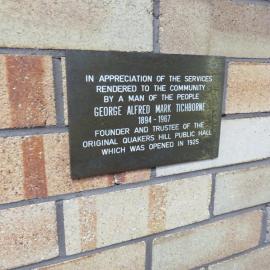 IN APPRECIATION OF THE SERVICES
RENDERED TO THE COMMUNITY
BY A MAN OF THE PEOPLE
GEORGE ALFRED MARK TICHBORNE
1894 - 1967
FOUNDER AND TRUSTEE OF THE
ORIGINAL QUAKERS HILL PUBLIC HALL
WHICH WAS OPENED IN 1925